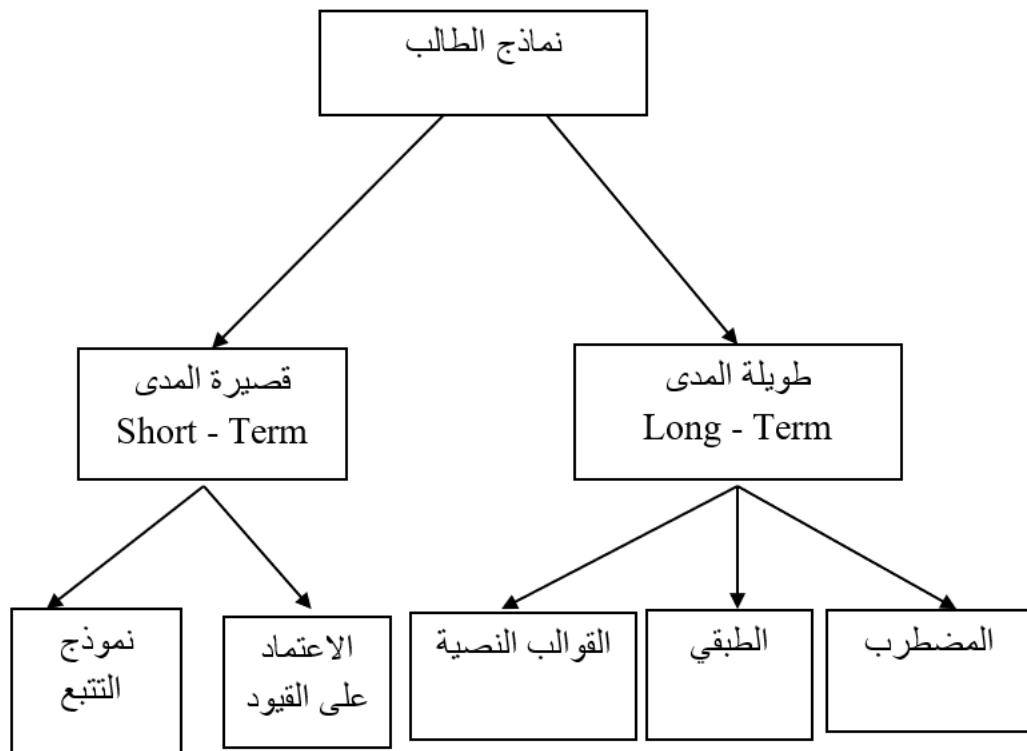 نماذج الطالب
طويلة المدى
Long - Term
قصيرة المدى
Short - Term
المضطرب
الطبقي
القوالب النصية
الاعتماد
على القيود
نموذج
التتبع